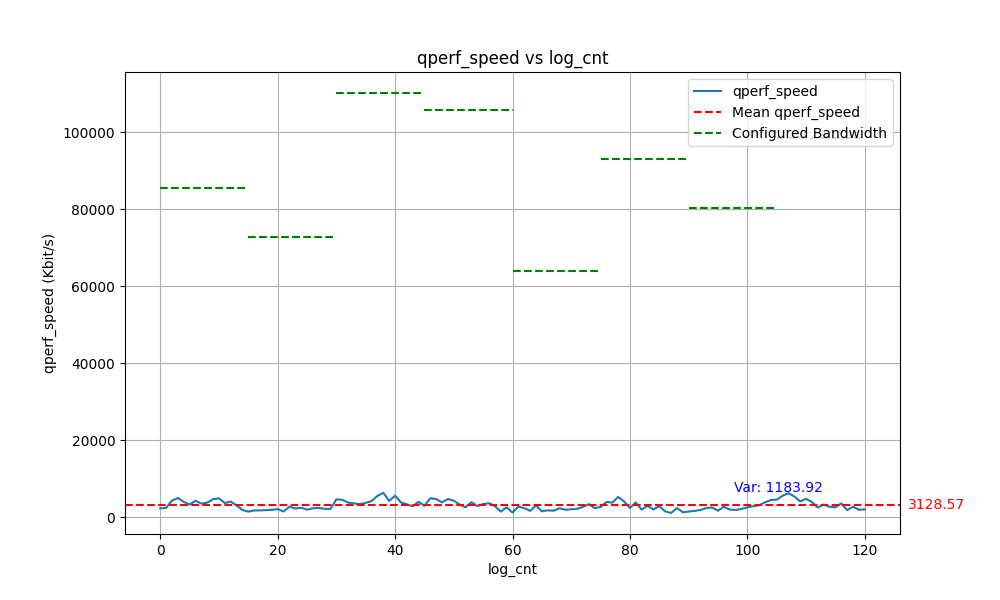 qperf_speed vs log_cnt
qperf_speed
Mean qperf_speed
Configured Bandwidth
qperf_speed (Kbit/s)
100000
80000
60000
40000
20000
0
Var: 1183.92
3128.57
0
20
40
60
80
100
120
log_cnt